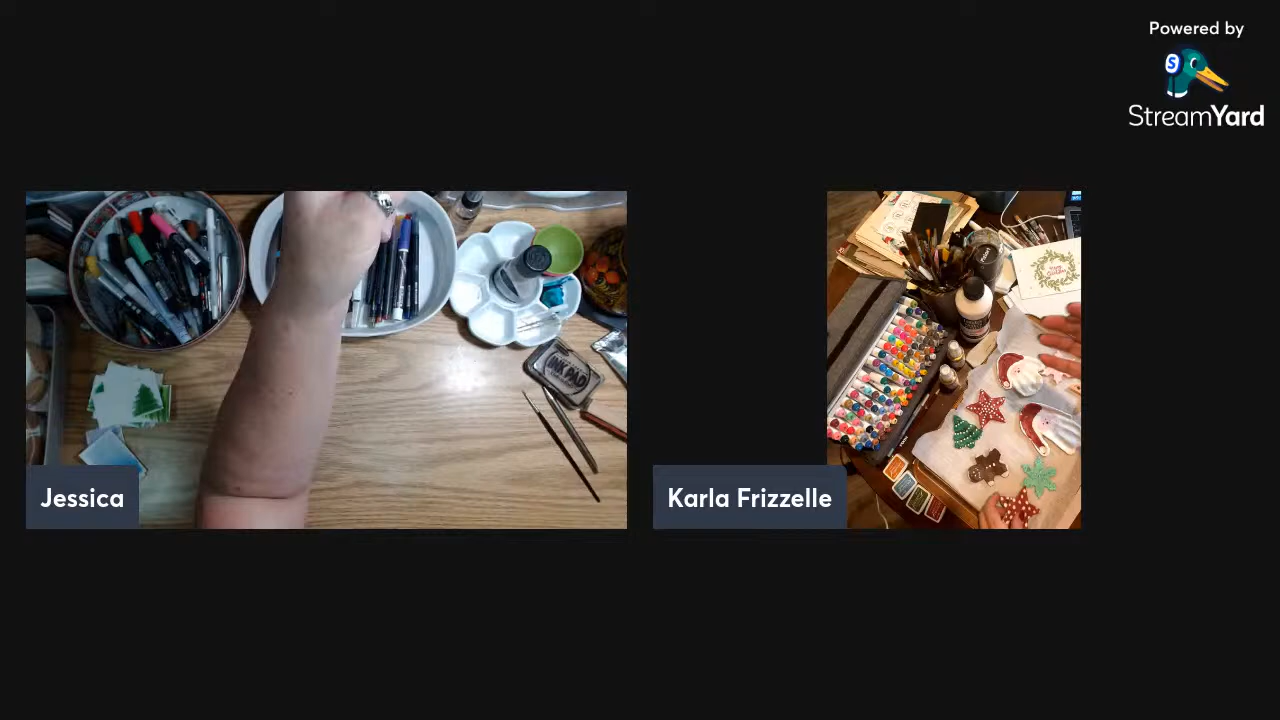 Powered by
S
StreamYard
INK PAD
Jessica
Karla Frizzelle